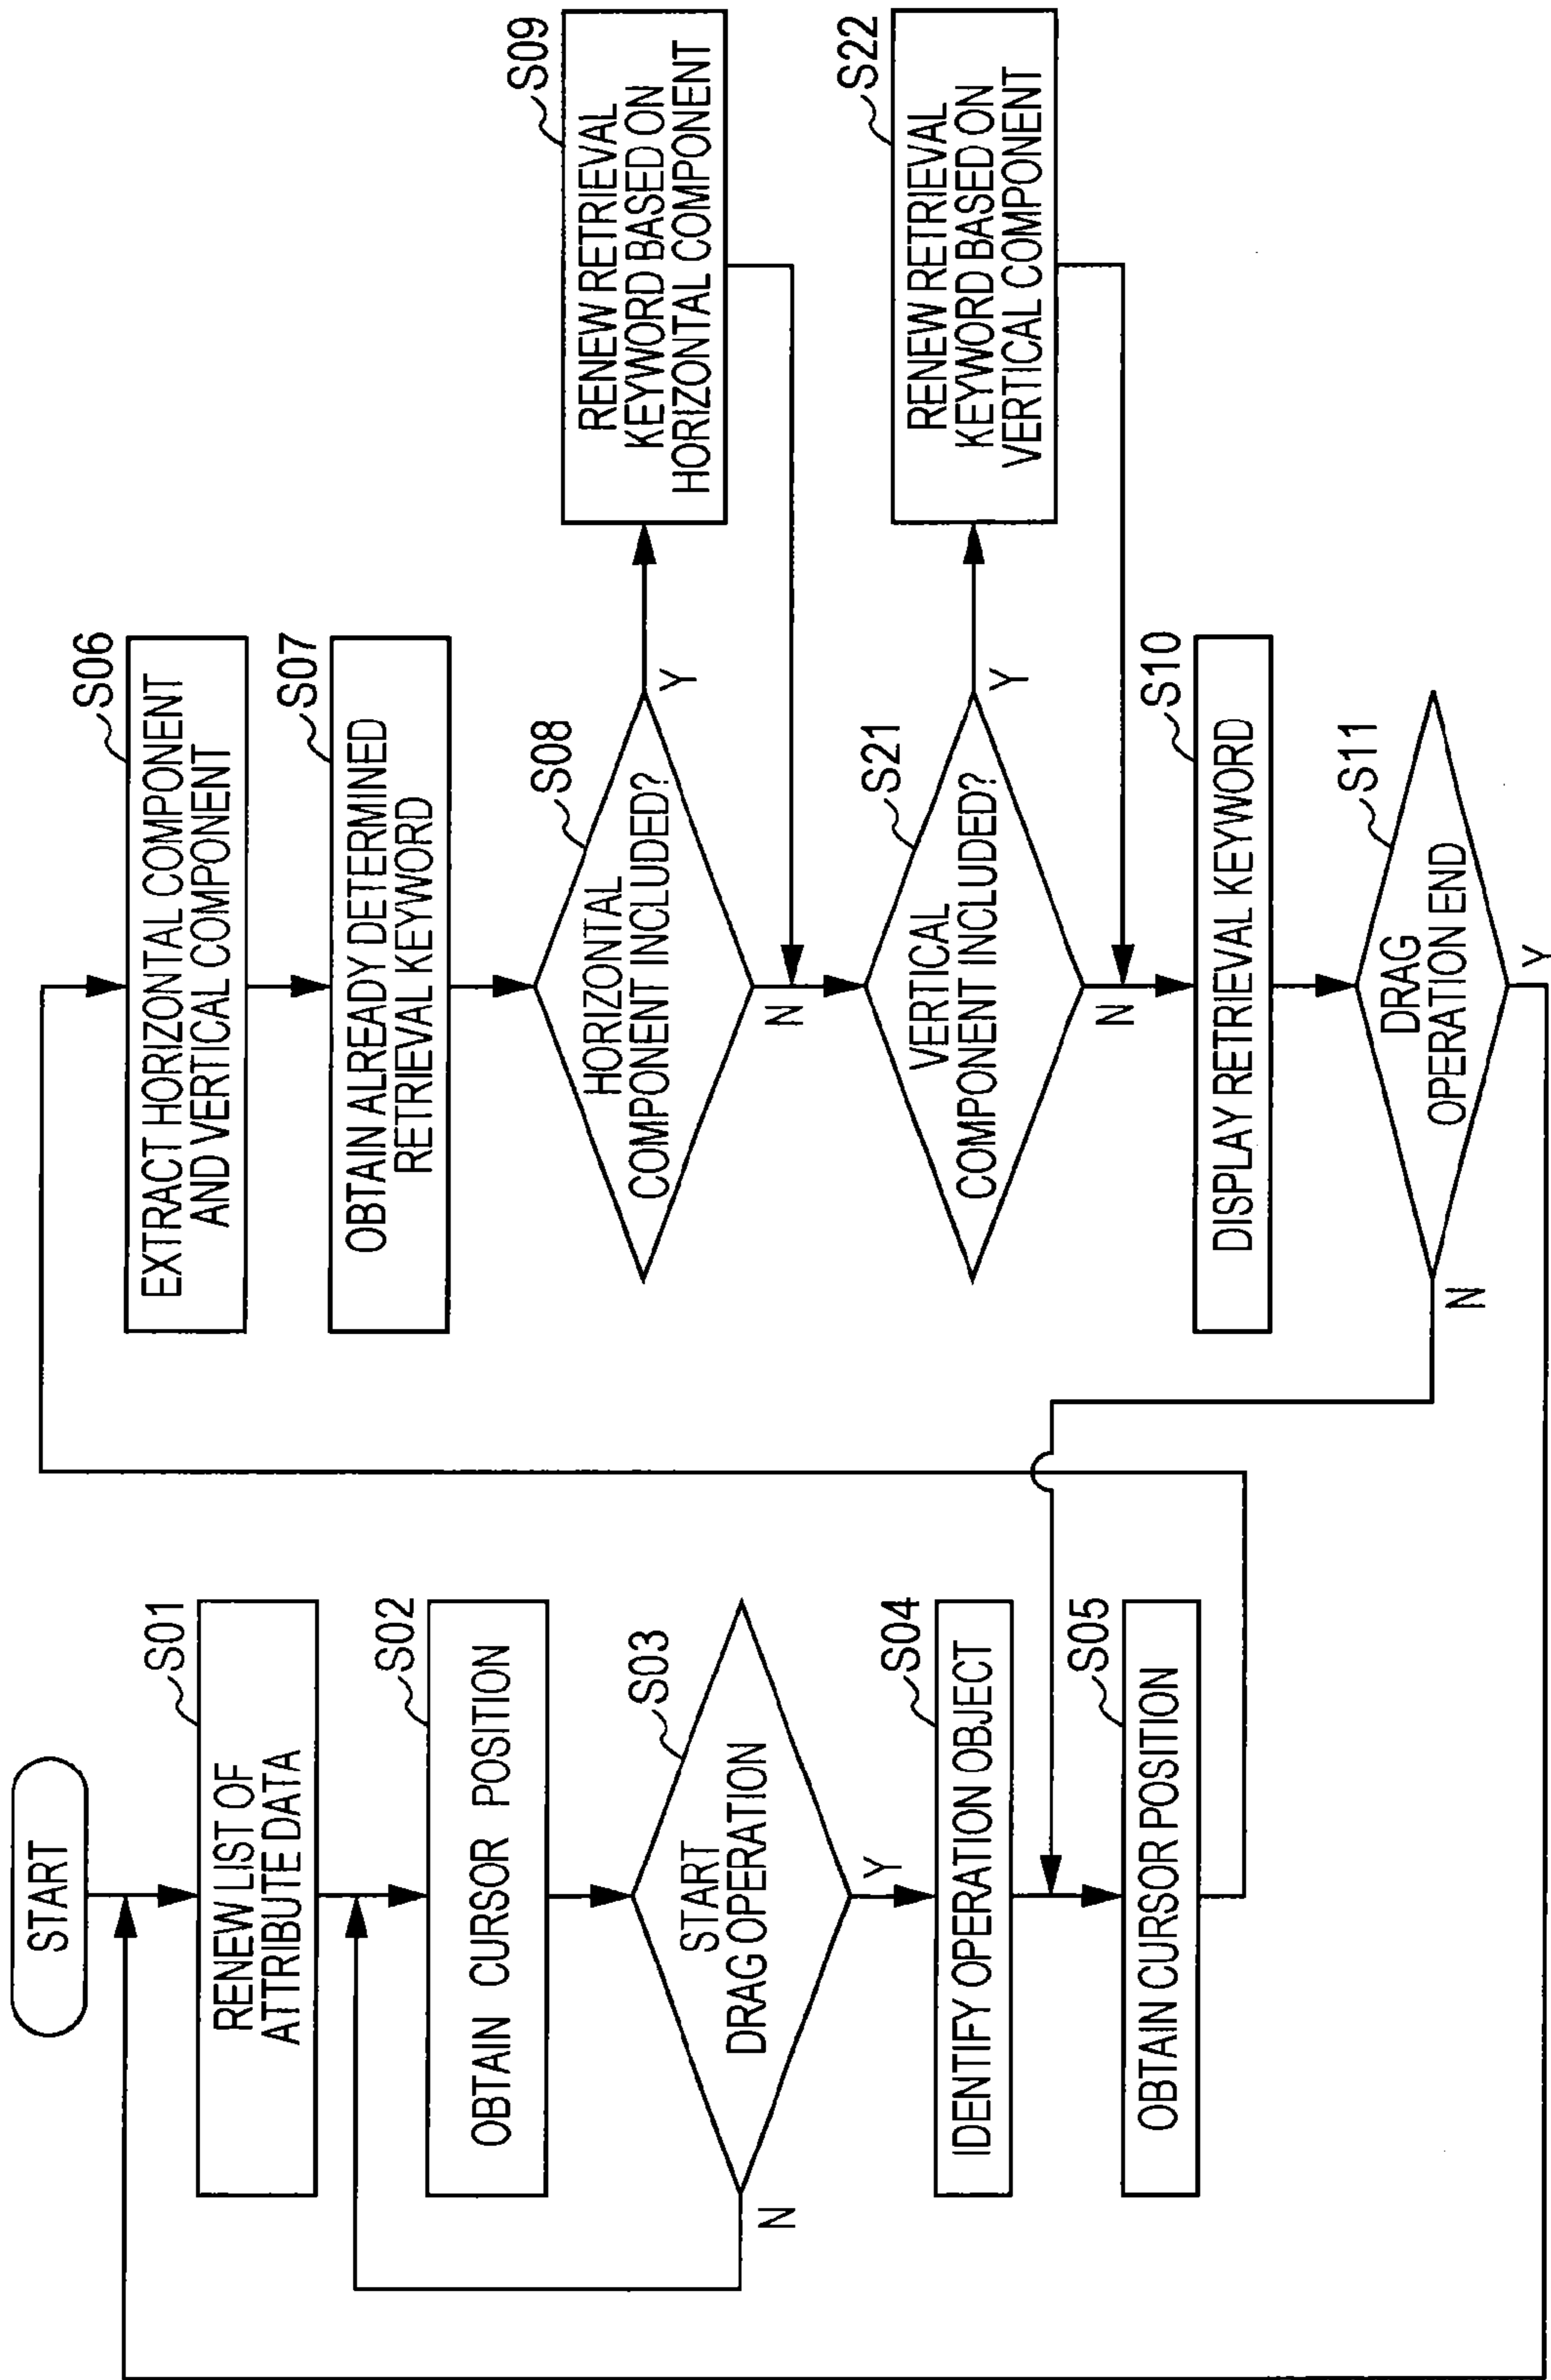 START
S01
RENEW LIST OF
ATTRIBUTE DATA
S02
OBTAIN CURSOR POSITION
S03
START
DRAG OPERATION
N
Y
S04
IDENTIFY OPERATION OBJECT
S05
OBTAIN CURSOR POSITION
S06
EXTRACT HORIZONTAL COMPONENT
AND VERTICAL COMPONENT
S07
OBTAIN ALREADY DETERMINED
RETRIEVAL KEYWORD
S08
HORIZONTAL
COMPONENT INCLUDED?
Y
N
S09
RENEW RETRIEVAL
KEYWORD BASED ON
HORIZONTAL COMPONENT
S21
VERTICAL
COMPONENT INCLUDED?
Y
N
S22
RENEW RETRIEVAL
KEYWORD BASED ON
VERTICAL COMPONENT
S10
DISPLAY RETRIEVAL KEYWORD
S11
DRAG
OPERATION END
N
Y